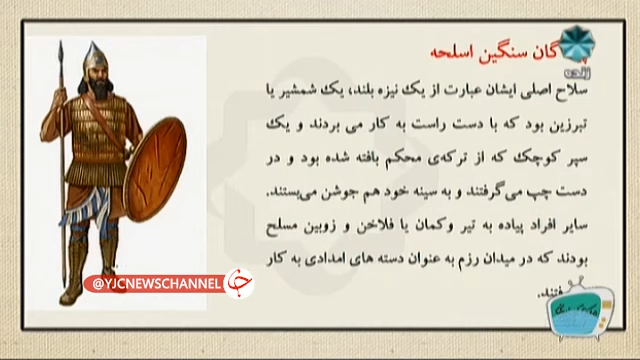 گان سنگین اسلحه
زنده
سلاح اصلی ایشان عبارت از یک نیزه بلند، یک شمشیر یا
تبرزین بود که با دست راست به کار می بردند و یک
سپر کوچک که از ترکه‌ی محکم بافته شده بود و در
دست چپ می‌گرفتند و به سینه خود هم جوشن می‌بستند.
سایر افراد پیاده به تیر وکمان یا فلاخن و زوبین مسلح
بودند که در میدان رزم به عنوان دسته های امدادی به کار
@YJCNEWSCHANNEL